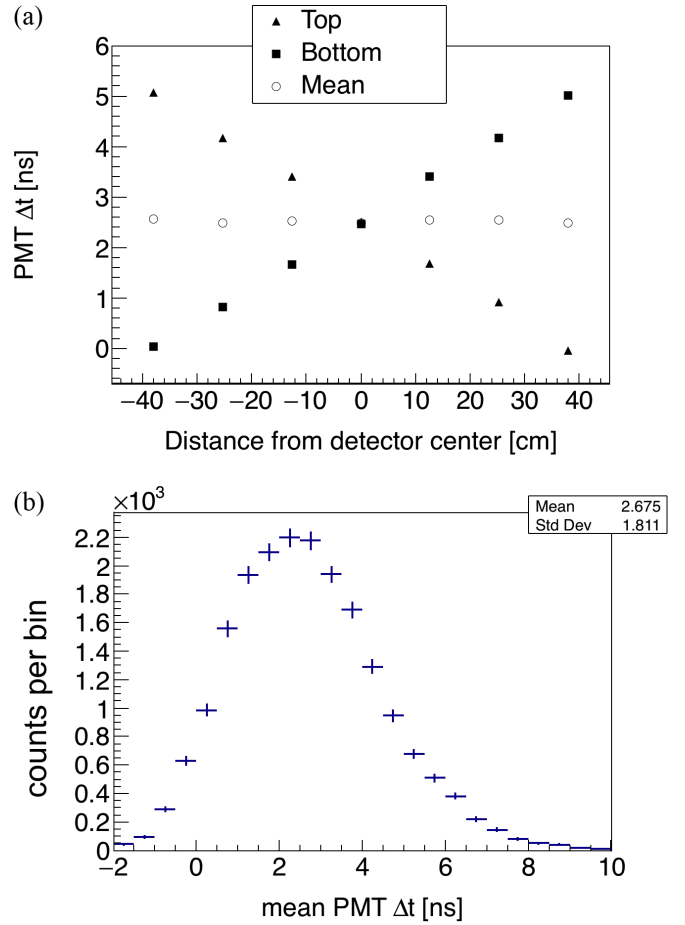 (a)
Top
Bottom
Mean
PMT Δt [ns]
6
5
4
3
2
1
0
−40 −30 −20 −10 0 10 20 30 40
Distance from detector center [cm]
(b)
×10³
Mean 2.675
Std Dev 1.811
counts per bin
2.2
2
1.8
1.6
1.4
1.2
1
0.8
0.6
0.4
0.2
0
−2 0 2 4 6 8 10
mean PMT Δt [ns]